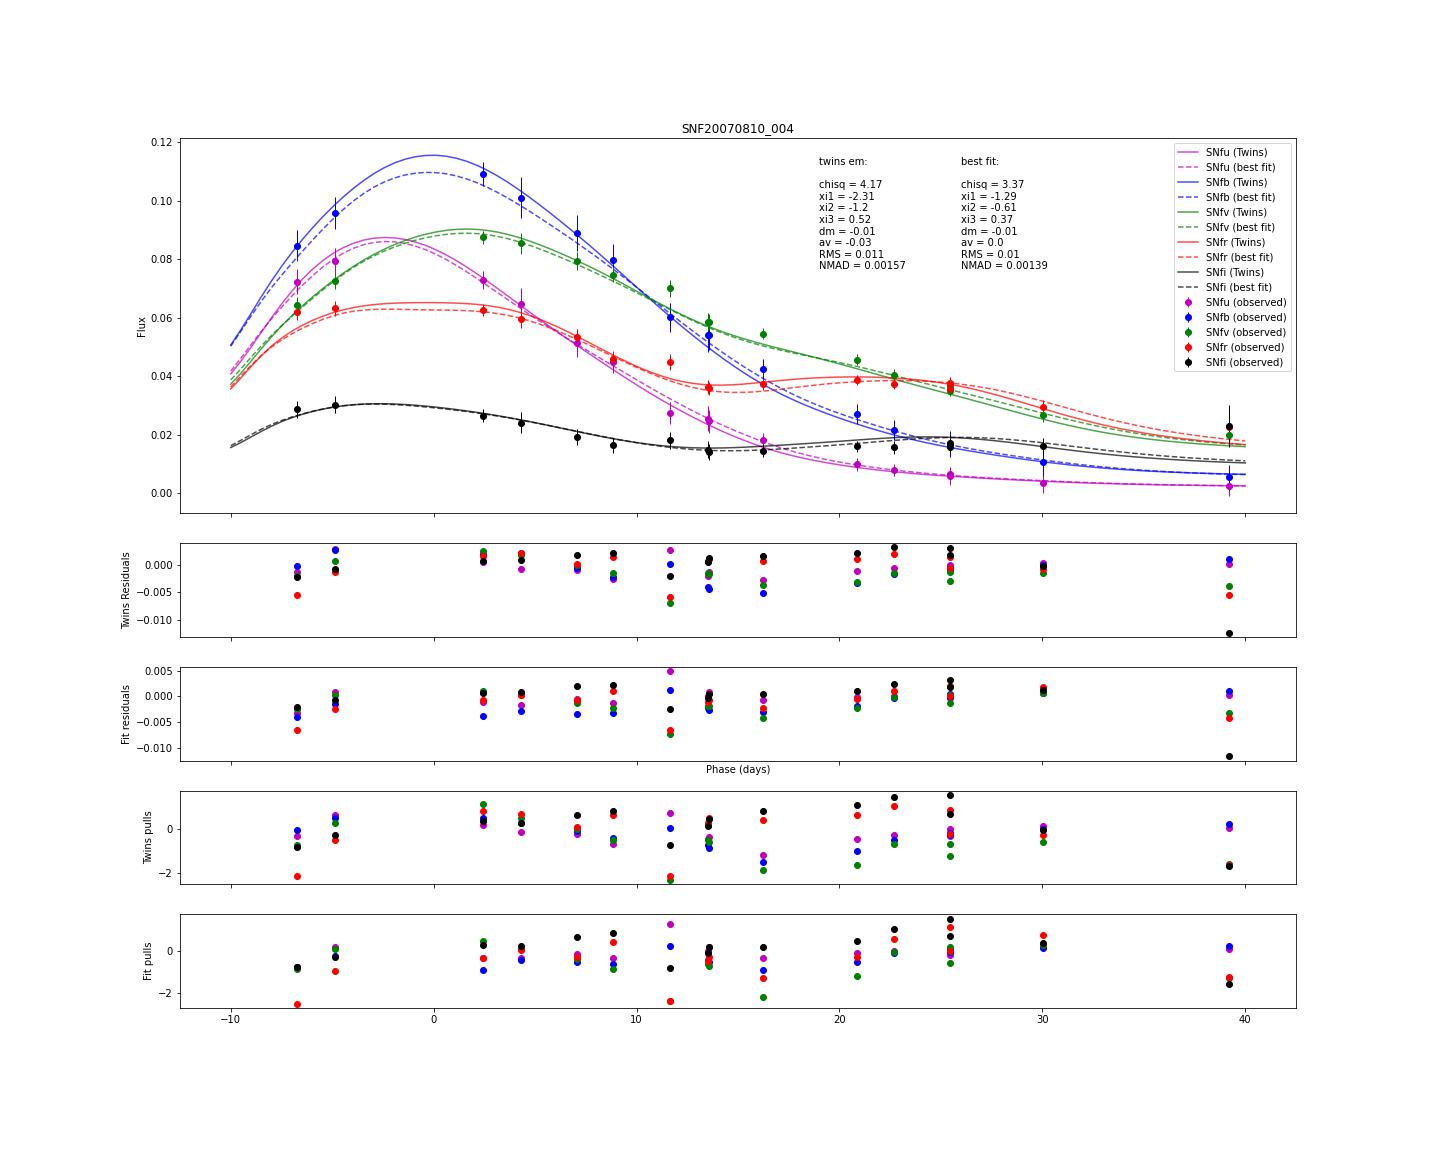 SNF20070810_004
0.12
0.10
0.08
0.06
0.04
0.02
0.00
Flux
twins em:
chisq = 4.17
xi1 = -2.31
xi2 = -1.2
xi3 = 0.52
dm = -0.01
av = -0.03
RMS = 0.011
NMAD = 0.00157
best fit:
chisq = 3.37
xi1 = -1.29
xi2 = -0.61
xi3 = 0.37
dm = -0.01
av = 0.0
RMS = 0.01
NMAD = 0.00139
SNfu (Twins)
SNfu (best fit)
SNfb (Twins)
SNfb (best fit)
SNfv (Twins)
SNfv (best fit)
SNfr (Twins)
SNfr (best fit)
SNfi (Twins)
SNfi (best fit)
SNfu (observed)
SNfb (observed)
SNfv (observed)
SNfr (observed)
SNfi (observed)
0.000
−0.005
−0.010
Twins Residuals
0.005
0.000
−0.005
−0.010
Fit residuals
Phase (days)
0
−2
Twins pulls
0
−2
Fit pulls
−10
0
10
20
30
40